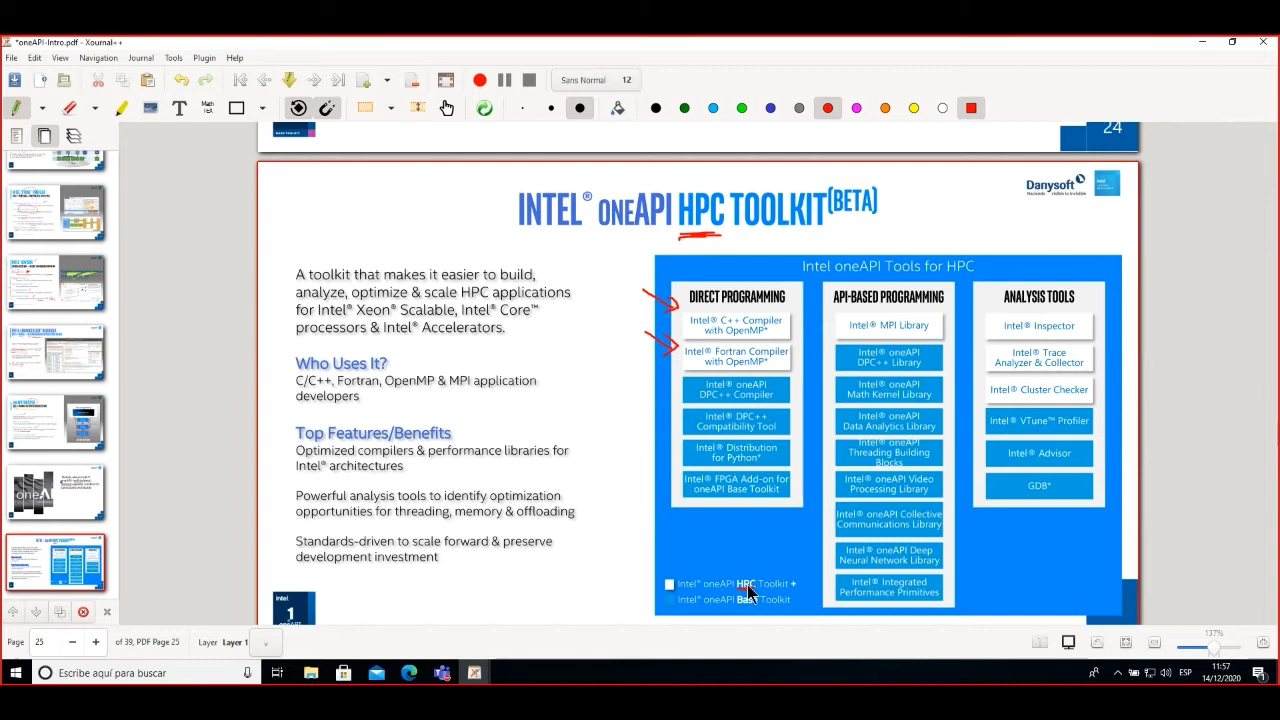 *oneAPI-Intro.pdf - Xournal++
File Edit View Navigation Journal Tools Plugin Help
Sans Normal 12
Math
TeX
24
Danysoft
Haciendo visible lo invisible
INTEL® ONEAPI HPC TOOLKIT(BETA)
A toolkit that makes it easier to build,
analyze, optimize & scale HPC applications
for Intel® Xeon® Scalable, Intel® Core™
processors & Intel® Accelerators.
Who Uses It?
C/C++, Fortran, OpenMP & MPI application
developers
Top Features/Benefits
Optimized compilers & performance libraries for
Intel® architectures
Powerful analysis tools to identify optimization
opportunities for threading, memory & offloading
Standards-driven to scale forward & preserve
development investment
intel
1
oneAPI
Intel oneAPI Tools for HPC
DIRECT PROGRAMMING
Intel® C++ Compiler
with OpenMP*
Intel® Fortran Compiler
with OpenMP*
Intel® oneAPI
DPC++ Compiler
Intel® DPC++
Compatibility Tool
Intel® Distribution
for Python*
Intel® FPGA Add-on for
oneAPI Base Toolkit
API-BASED PROGRAMMING
Intel® MPI Library
Intel® oneAPI
DPC++ Library
Intel® oneAPI
Math Kernel Library
Intel® oneAPI
Data Analytics Library
Intel® oneAPI
Threading Building
Blocks
Intel® oneAPI Video
Processing Library
Intel® oneAPI Collective
Communications Library
Intel® oneAPI Deep
Neural Network Library
Intel® Integrated
Performance Primitives
ANALYSIS TOOLS
Intel® Inspector
Intel® Trace
Analyzer & Collector
Intel® Cluster Checker
Intel® VTune™ Profiler
Intel® Advisor
GDB*
Intel® oneAPI HPC Toolkit +
Intel® oneAPI Base Toolkit
Page 25 of 39, PDF Page 25 Layer Layer 1
137%
Escribe aquí para buscar
ESP
11:57
14/12/2020